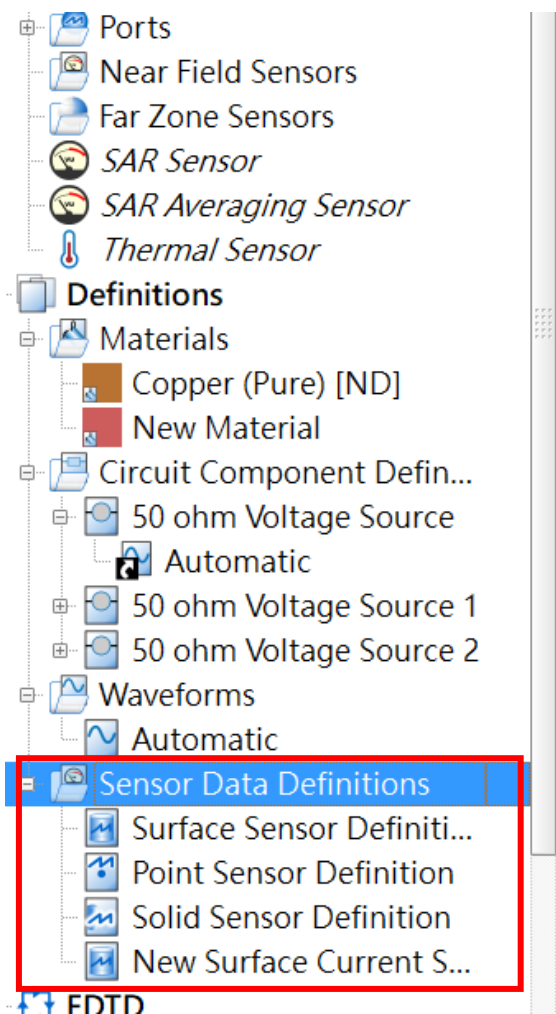 Ports
Near Field Sensors
Far Zone Sensors
SAR Sensor
SAR Averaging Sensor
Thermal Sensor
Definitions
Materials
Copper (Pure) [ND]
New Material
Circuit Component Defin...
50 ohm Voltage Source
Automatic
50 ohm Voltage Source 1
50 ohm Voltage Source 2
Waveforms
Automatic
Sensor Data Definitions
Surface Sensor Definiti...
Point Sensor Definition
Solid Sensor Definition
New Surface Current S...
FDTD